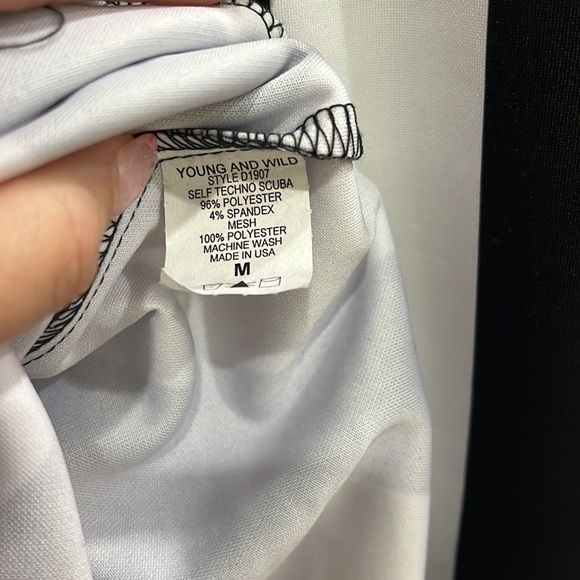 YOUNG AND WILD
STYLE D1907
SELF TECHNO SCUBA
96% POLYESTER
4% SPANDEX
MESH
100% POLYESTER
MACHINE WASH
MADE IN USA
M